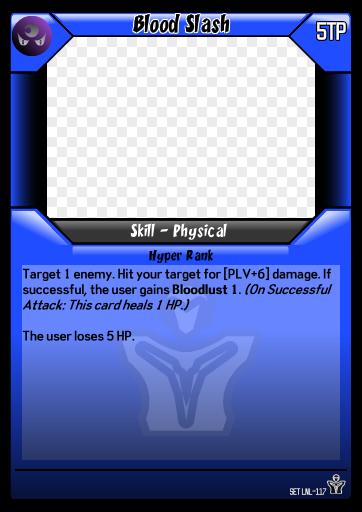 Blood Slash
5TP
Skill - Physical
Hyper Rank
Target 1 enemy. Hit your target for [PLV+6] damage. If
successful, the user gains Bloodlust 1. (On Successful
Attack: This card heals 1 HP.)
The user loses 5 HP.
SET LNL-117